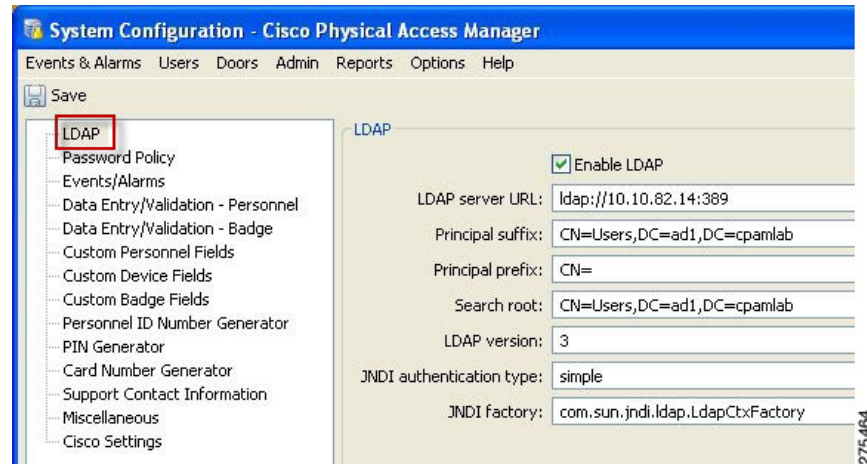 System Configuration - Cisco Physical Access Manager
Events & Alarms Users Doors Admin Reports Options Help
Save
LDAP
Password Policy
Events/Alarms
Data Entry/Validation - Personnel
Data Entry/Validation - Badge
Custom Personnel Fields
Custom Device Fields
Custom Badge Fields
Personnel ID Number Generator
PIN Generator
Card Number Generator
Support Contact Information
Miscellaneous
Cisco Settings
LDAP
Enable LDAP
LDAP server URL: ldap://10.10.82.14:389
Principal suffix: CN=Users,DC=ad1,DC=cpamlab
Principal prefix: CN=
Search root: CN=Users,DC=ad1,DC=cpamlab
LDAP version: 3
JNDI authentication type: simple
JNDI factory: com.sun.jndi.ldap.LdapCtxFactory
275464